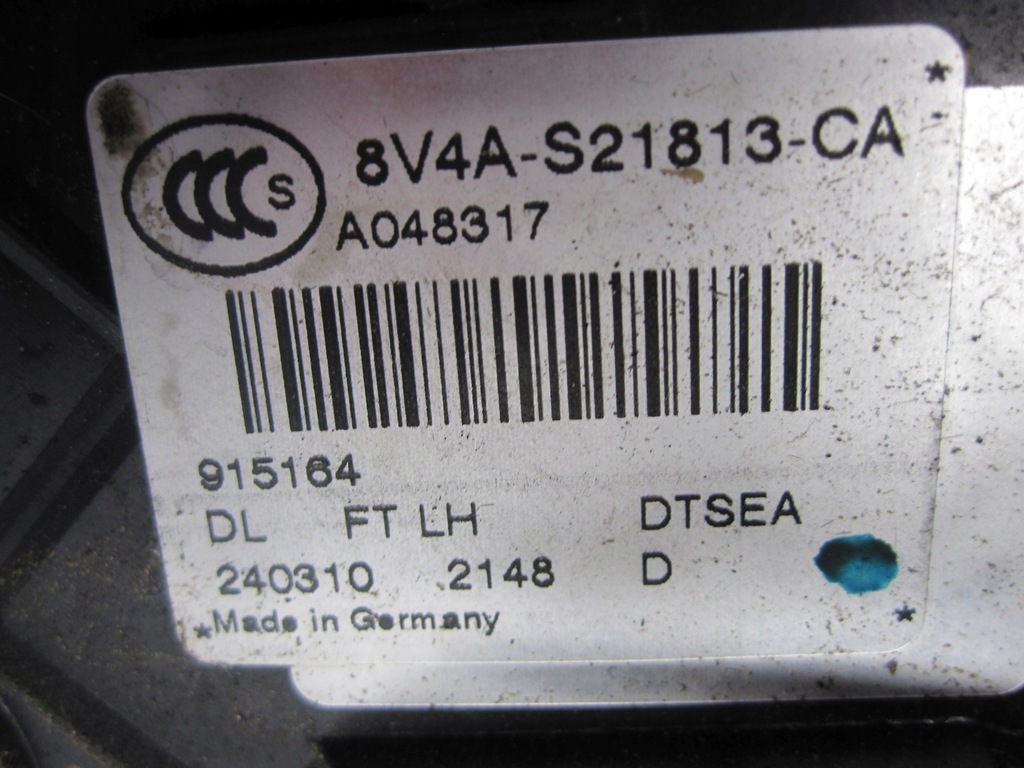 CCC S 8V4A-S21813-CA *
A048317
915164
DL FT LH DTSEA
240310 2148 D
*Made in Germany *